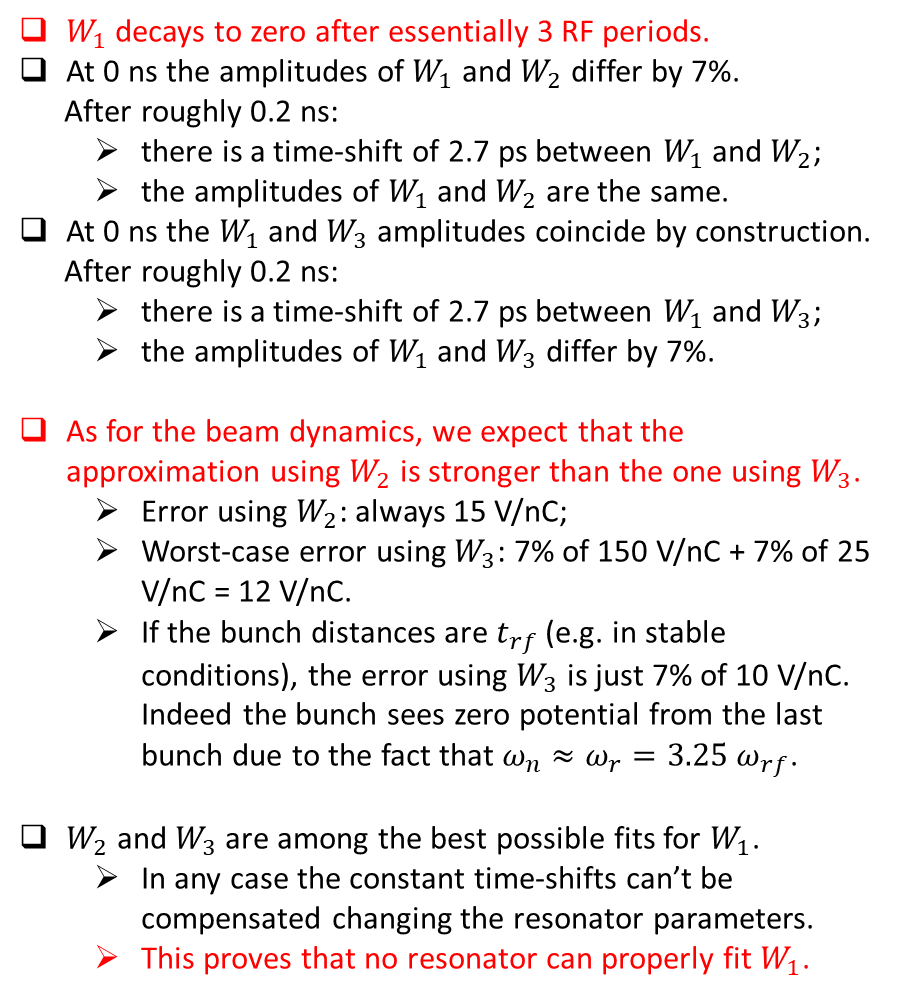 ❑ W₁ decays to zero after essentially 3 RF periods.
❑ At 0 ns the amplitudes of W₁ and W₂ differ by 7%.
After roughly 0.2 ns:
➢ there is a time-shift of 2.7 ps between W₁ and W₂;
➢ the amplitudes of W₁ and W₂ are the same.
❑ At 0 ns the W₁ and W₃ amplitudes coincide by construction.
After roughly 0.2 ns:
➢ there is a time-shift of 2.7 ps between W₁ and W₃;
➢ the amplitudes of W₁ and W₃ differ by 7%.
❑ As for the beam dynamics, we expect that the
approximation using W₂ is stronger than the one using W₃.
➢ Error using W₂: always 15 V/nC;
➢ Worst-case error using W₃: 7% of 150 V/nC + 7% of 25
V/nC = 12 V/nC.
➢ If the bunch distances are t_rf (e.g. in stable
conditions), the error using W₃ is just 7% of 10 V/nC.
Indeed the bunch sees zero potential from the last
bunch due to the fact that ωₙ ≈ ωᵣ = 3.25 ω_rf.
❑ W₂ and W₃ are among the best possible fits for W₁.
➢ In any case the constant time-shifts can’t be
compensated changing the resonator parameters.
➢ This proves that no resonator can properly fit W₁.